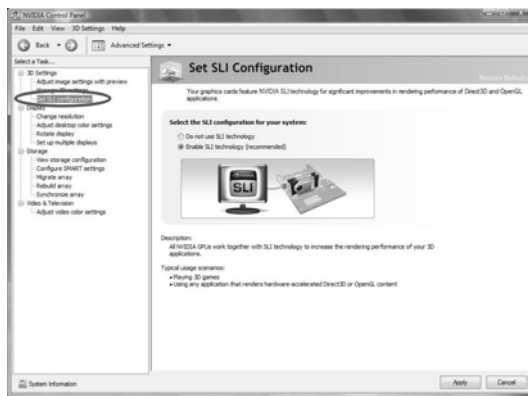 NVIDIA Control Panel
File Edit View 3D Settings Help
Back Advanced Settings
Select a Task...
3D Settings
Adjust image settings with preview
Manage 3D settings
Set SLI configuration
Display
Change resolution
Adjust desktop color settings
Rotate display
Set up multiple displays
Storage
View storage configuration
Configure SMART settings
Migrate array
Rebuild array
Synchronize array
Video & Television
Adjust video color settings
System Information
Set SLI Configuration
Restore Defaults
Your graphics cards feature NVIDIA SLI technology for significant improvements in rendering performance of Direct3D and OpenGL
applications.
Select the SLI configuration for your system:
Do not use SLI technology
Enable SLI technology (recommended)
SLI
Description:
All NVIDIA GPUs work together with SLI technology to increase the rendering performance of your 3D
applications.
Typical usage scenarios:
• Playing 3D games
• Using any application that renders hardware-accelerated Direct3D or OpenGL content
Apply Cancel